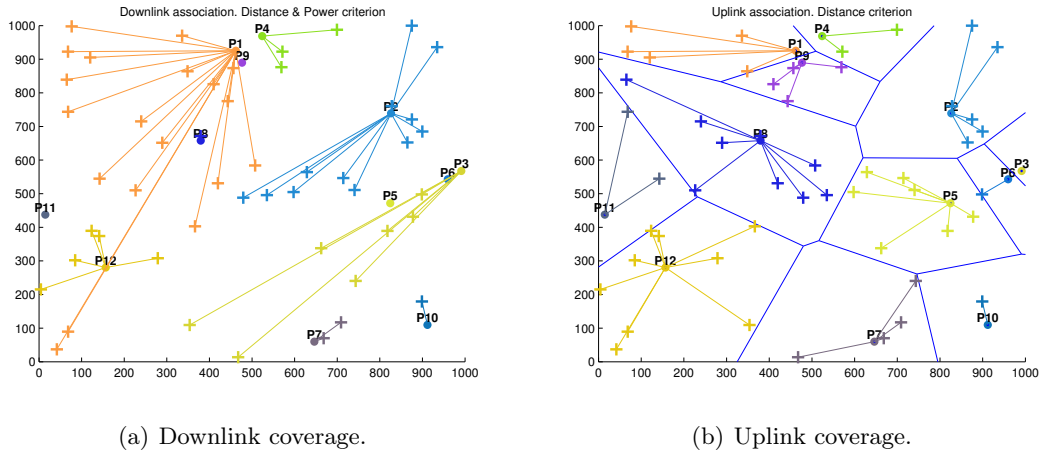 Downlink association. Distance & Power criterion
1000
900
800
700
600
500
400
300
200
100
0
0 100 200 300 400 500 600 700 800 900 1000
P1
P2
P3
P4
P5
P6
P7
P8
P9
P10
P11
P12
(a) Downlink coverage.
Uplink association. Distance criterion
1000
900
800
700
600
500
400
300
200
100
0
0 100 200 300 400 500 600 700 800 900 1000
P1
P2
P3
P4
P5
P6
P7
P8
P9
P10
P11
P12
(b) Uplink coverage.